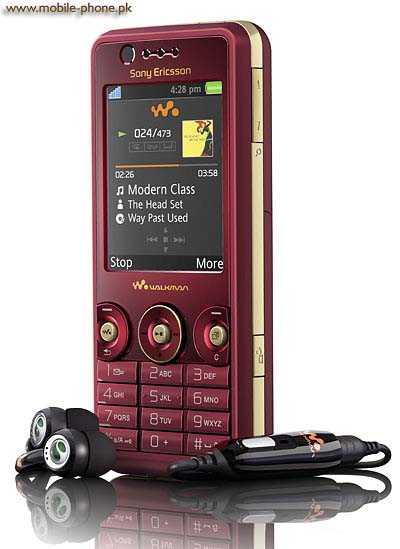 www.mobile-phone.pk
Sony Ericsson
4:28 pm
024/473
02:26 03:58
Modern Class
The Head Set
Way Past Used
Stop More
WALKMAN
C
1 2 ABC 3 DEF
4 GHI 5 JKL 6 MNO
7 PQRS 8 TUV 9 WXYZ
* a/A 0 + #